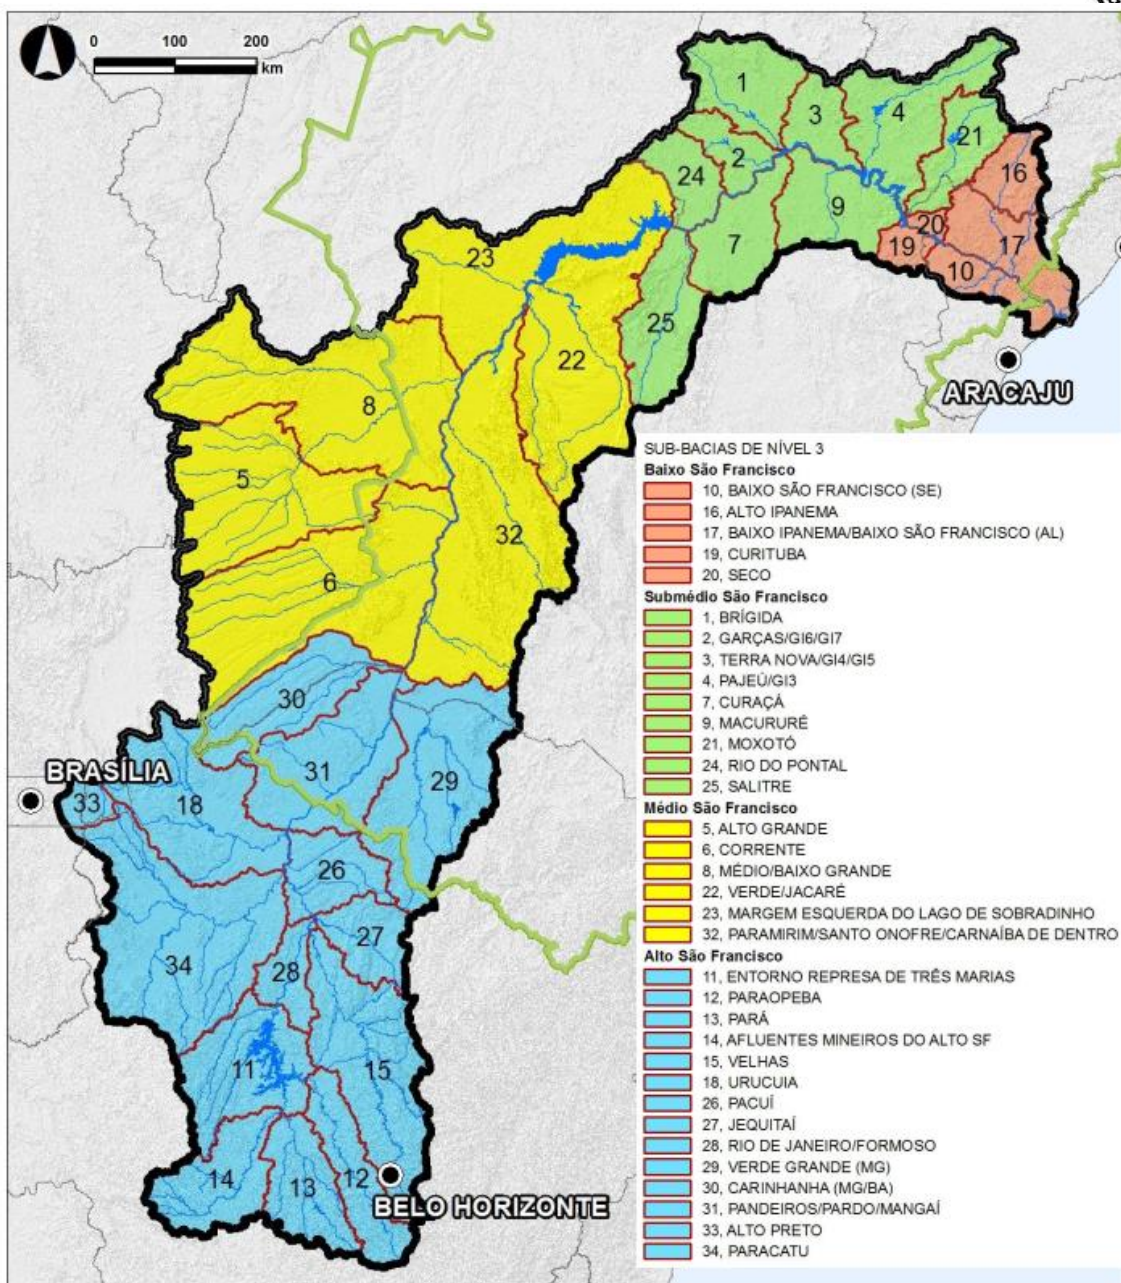 0 100 200
km
1
3
4
21
16
2
24
9
20
17
7
19
10
23
25
22
ARACAJU
8
5
32
6
30
31
29
BRASÍLIA
33
18
26
27
34
28
11
15
14
13
12
BELO HORIZONTE
SUB-BACIAS DE NÍVEL 3
Baixo São Francisco
10, BAIXO SÃO FRANCISCO (SE)
16, ALTO IPANEMA
17, BAIXO IPANEMA/BAIXO SÃO FRANCISCO (AL)
19, CURITUBA
20, SECO
Submédio São Francisco
1, BRÍGIDA
2, GARÇAS/GI6/GI7
3, TERRA NOVA/GI4/GI5
4, PAJEÚ/GI3
7, CURAÇÁ
9, MACURURÊ
21, MOXOTÓ
24, RIO DO PONTAL
25, SALITRE
Médio São Francisco
5, ALTO GRANDE
6, CORRENTE
8, MÉDIO/BAIXO GRANDE
22, VERDE/JACARÉ
23, MARGEM ESQUERDA DO LAGO DE SOBRADINHO
32, PARAMIRIM/SANTO ONOFRE/CARNAÍBA DE DENTRO
Alto São Francisco
11, ENTORNO REPRESA DE TRÊS MARIAS
12, PARAOPEBA
13, PARÁ
14, AFLUENTES MINEIROS DO ALTO SF
15, VELHAS
18, URUCUIA
26, PACUÍ
27, JEQUITAÍ
28, RIO DE JANEIRO/FORMOSO
29, VERDE GRANDE (MG)
30, CARINHANHA (MG/BA)
31, PANDEIROS/PARDO/MANGAÍ
33, ALTO PRETO
34, PARACATU